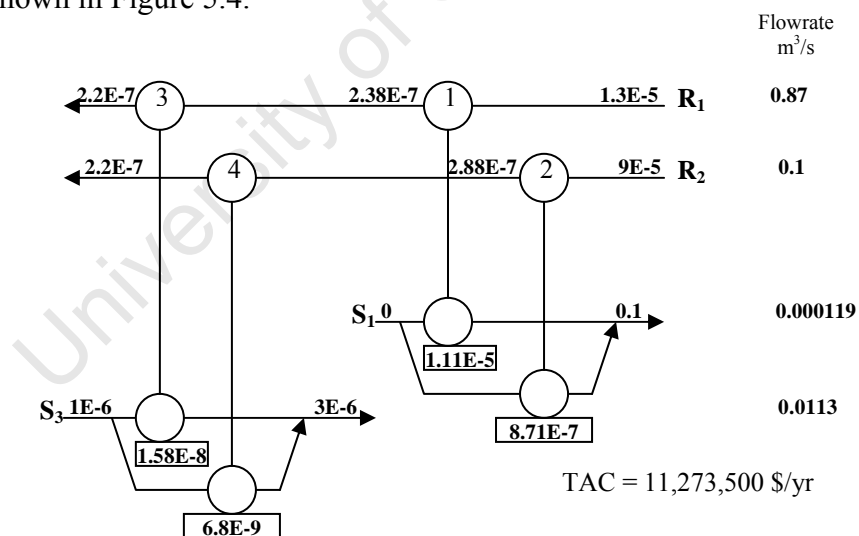 nown in Figure 5.4.
Flowrate
m³/s
2.2E-7 3 2.38E-7 1 1.3E-5 R₁ 0.87
2.2E-7 4 2.88E-7 2 9E-5 R₂ 0.1
S₁ 0 0.1 0.000119
1.11E-5
S₃ 1E-6 3E-6 0.0113
8.71E-7
1.58E-8
TAC = 11,273,500 $/yr
6.8E-9
University of